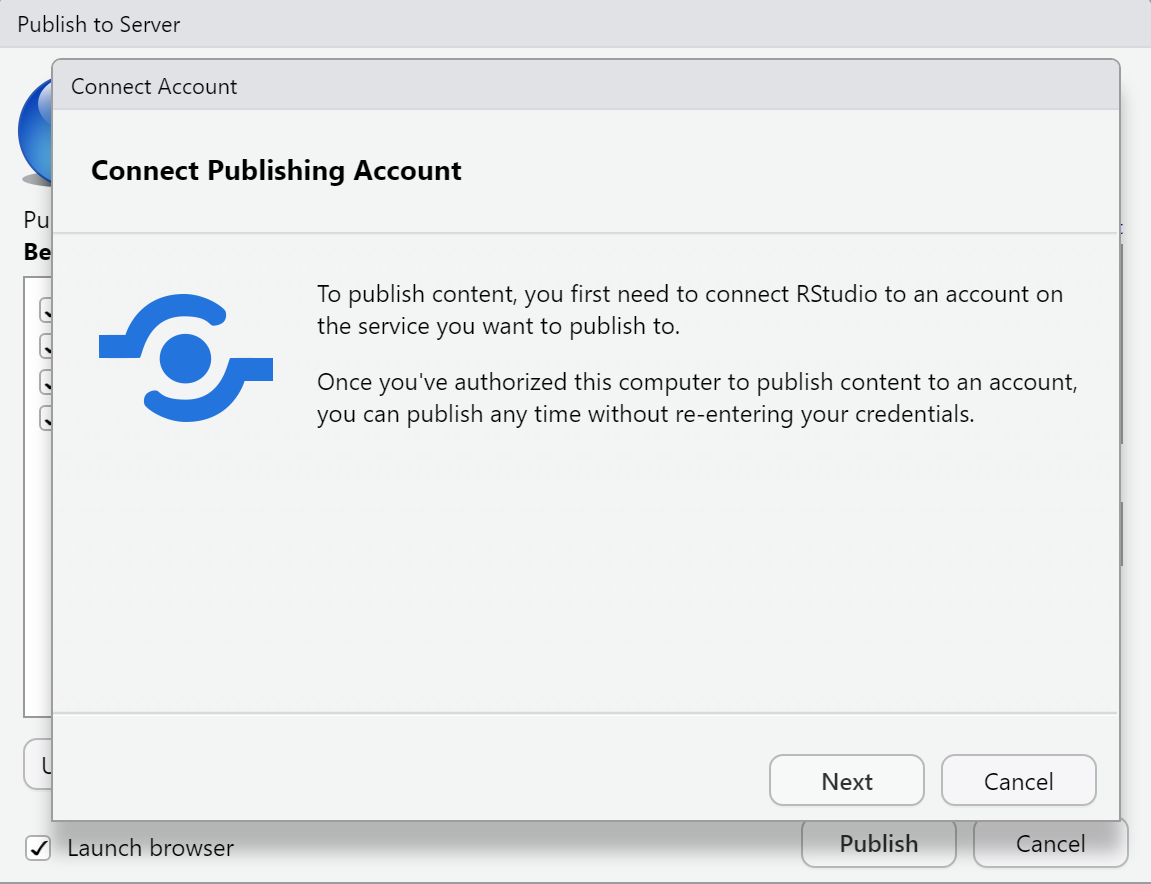 Publish to Server
Connect Account
Connect Publishing Account
To publish content, you first need to connect RStudio to an account on
the service you want to publish to.
Once you've authorized this computer to publish content to an account,
you can publish any time without re-entering your credentials.
Next
Cancel
Launch browser
Publish
Cancel